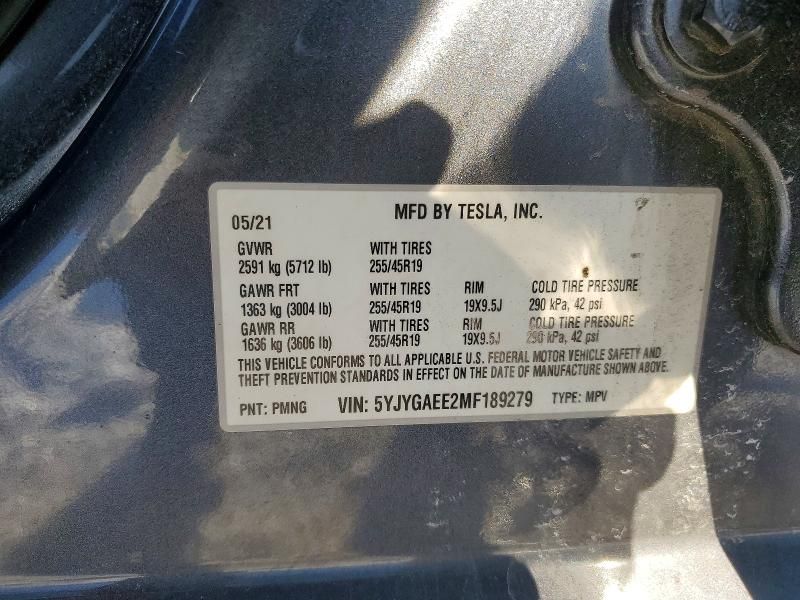 05/21 MFD BY TESLA, INC.
GVWR WITH TIRES
2591 kg (5712 lb) 255/45R19
GAWR FRT WITH TIRES RIM COLD TIRE PRESSURE
1363 kg (3004 lb) 255/45R19 19X9.5J 290 kPa, 42 psi
GAWR RR WITH TIRES RIM COLD TIRE PRESSURE
1636 kg (3606 lb) 255/45R19 19X9.5J 290 kPa, 42 psi
THIS VEHICLE CONFORMS TO ALL APPLICABLE U.S. FEDERAL MOTOR VEHICLE SAFETY AND
THEFT PREVENTION STANDARDS IN EFFECT ON THE DATE OF MANUFACTURE SHOWN ABOVE.
PNT: PMNG VIN: 5YJYGAEE2MF189279 TYPE: MPV